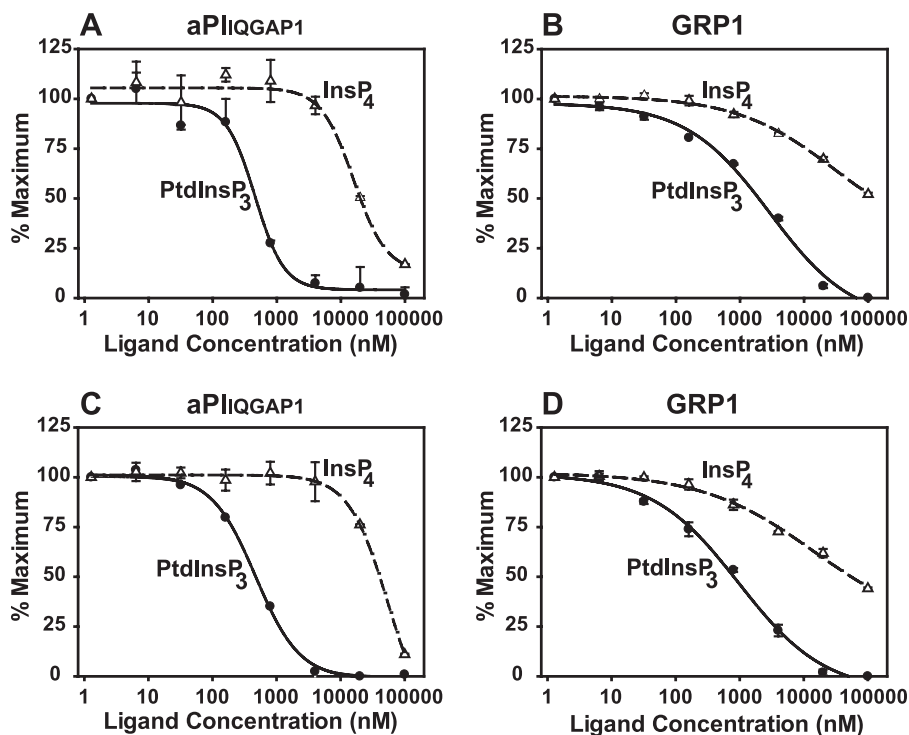 A aPIIQGAP1
% Maximum
125
100
75
50
25
0
InsP4
PtdInsP3
1 10 100 1000 10000 100000
Ligand Concentration (nM)
B GRP1
% Maximum
125
100
75
50
25
0
InsP4
PtdInsP3
1 10 100 1000 10000 100000
Ligand Concentration (nM)
C aPIIQGAP1
% Maximum
125
100
75
50
25
0
InsP4
PtdInsP3
1 10 100 1000 10000 100000
Ligand Concentration (nM)
D GRP1
% Maximum
125
100
75
50
25
0
InsP4
PtdInsP3
1 10 100 1000 10000 100000
Ligand Concentration (nM)